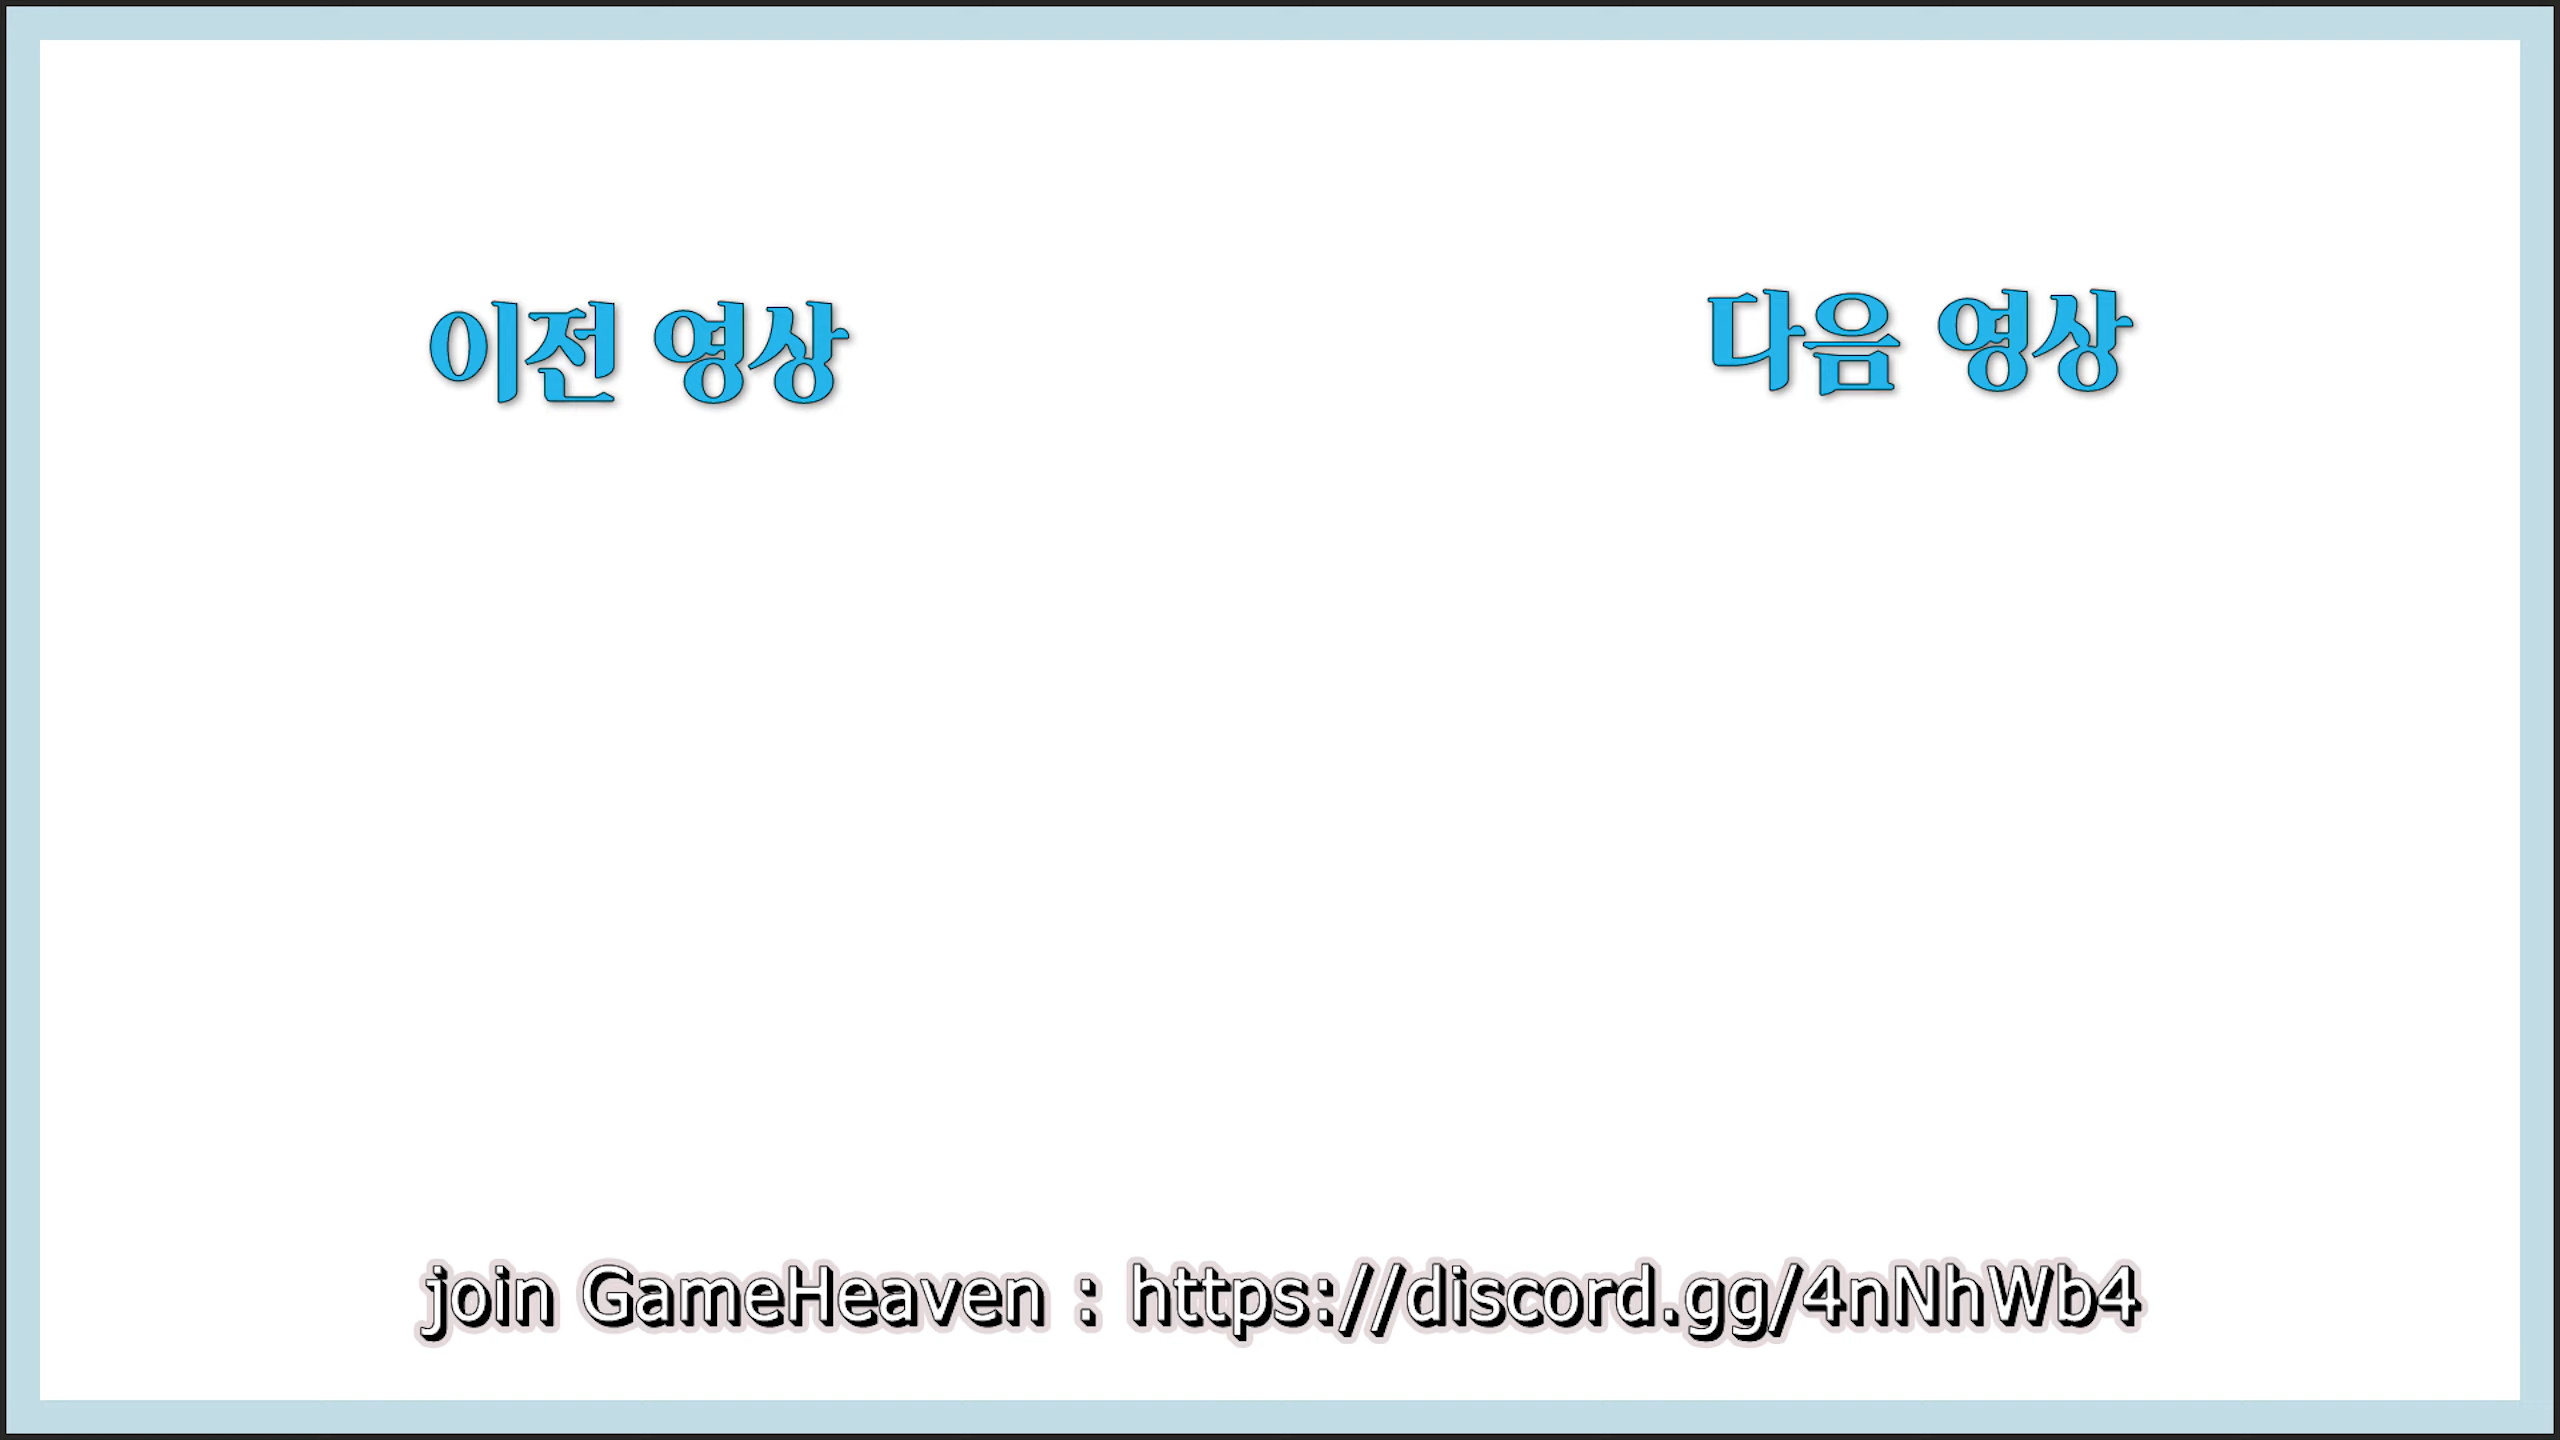 이전 영상
다음 영상
join GameHeaven : https://discord.gg/4nNhWb4